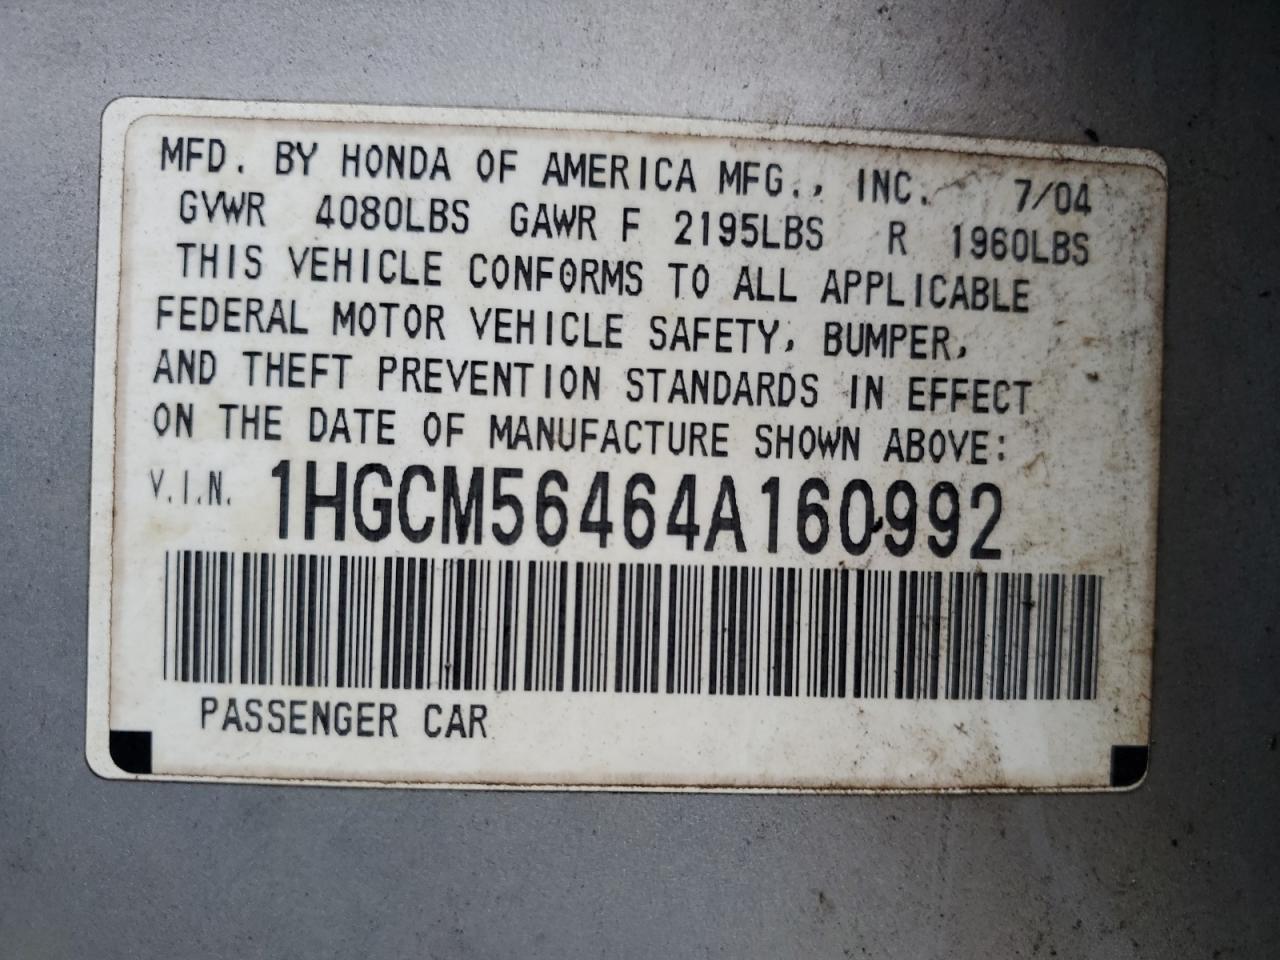 MFD. BY HONDA OF AMERICA MFG., INC. 7/04
GVWR 4080LBS GAWR F 2195LBS R 1960LBS
THIS VEHICLE CONFORMS TO ALL APPLICABLE
FEDERAL MOTOR VEHICLE SAFETY, BUMPER,
AND THEFT PREVENTION STANDARDS IN EFFECT
ON THE DATE OF MANUFACTURE SHOWN ABOVE:
V.I.N. 1HGCM56464A160992
PASSENGER CAR